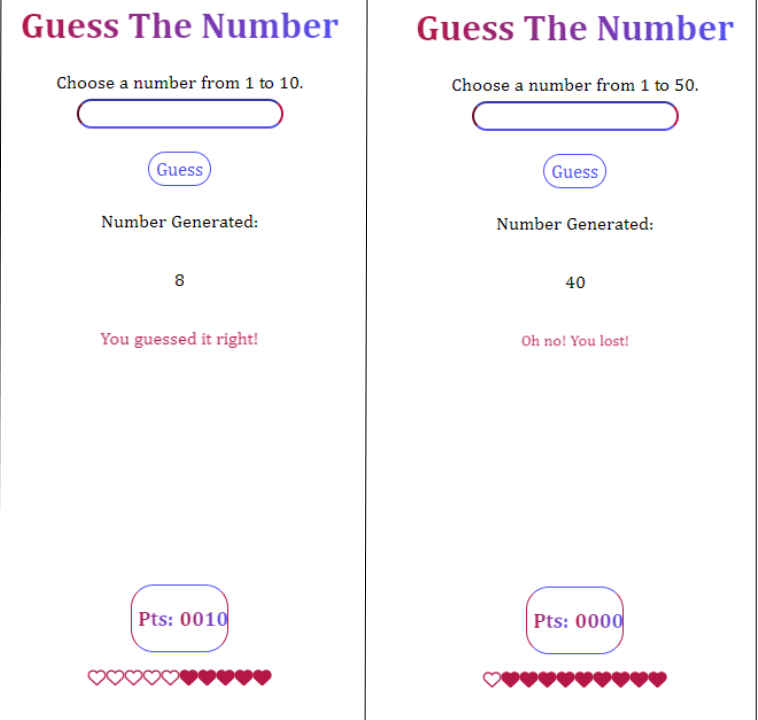 Guess The Number
Choose a number from 1 to 10.
Guess
Number Generated:
8
You guessed it right!
Pts: 0010
Guess The Number
Choose a number from 1 to 50.
Guess
Number Generated:
40
Oh no! You lost!
Pts: 0000